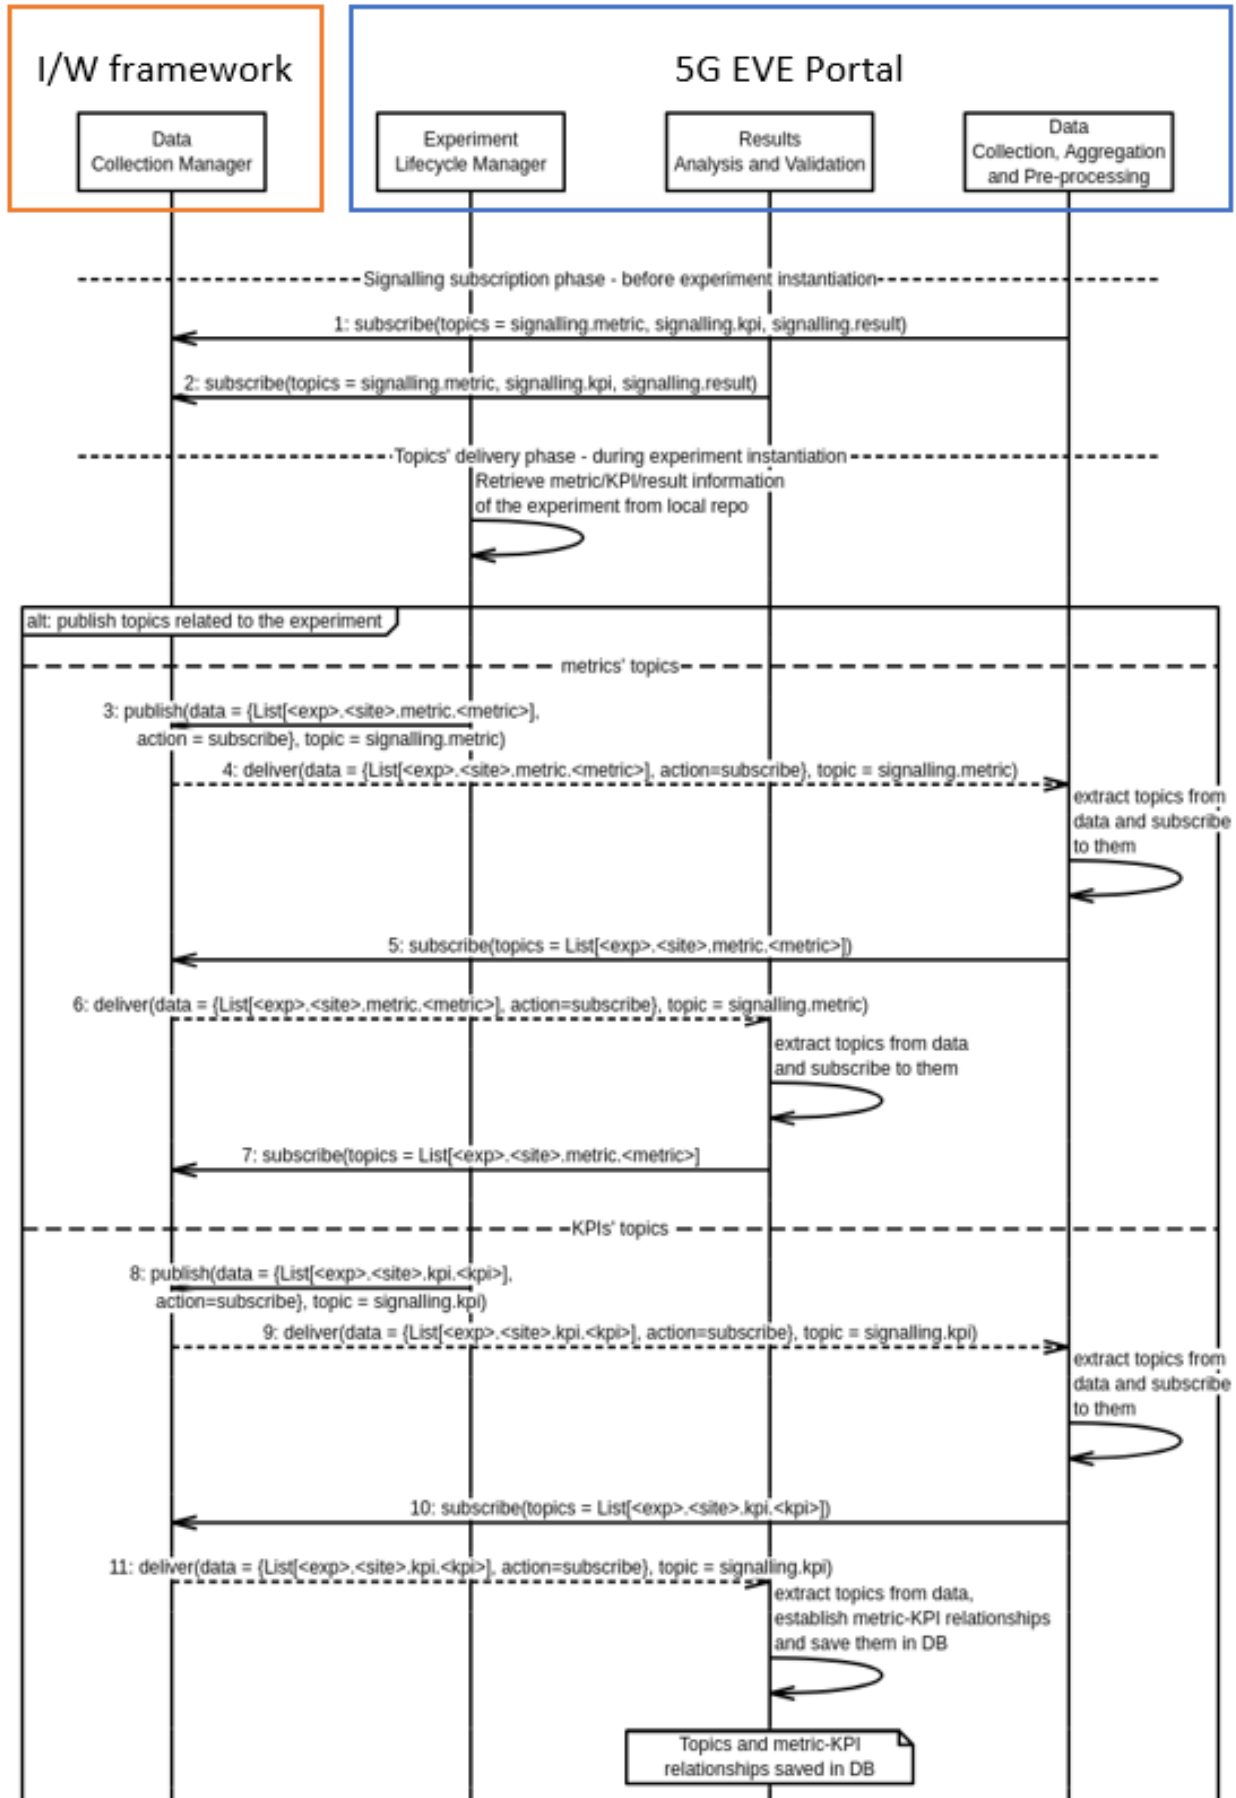 I/W framework
5G EVE Portal
Data
Collection Manager
Experiment
Lifecycle Manager
Results
Analysis and Validation
Data
Collection, Aggregation
and Pre-processing
Signalling subscription phase - before experiment instantiation
1: subscribe(topics = signalling.metric, signalling.kpi, signalling.result)
2: subscribe(topics = signalling.metric, signalling.kpi, signalling.result)
Topics' delivery phase - during experiment instantiation
Retrieve metric/KPI/result information
of the experiment from local repo
alt: publish topics related to the experiment
metrics' topics
3: publish(data = {List[<exp>.<site>.metric.<metric>],
action = subscribe}, topic = signalling.metric)
4: deliver(data = {List[<exp>.<site>.metric.<metric>], action=subscribe}, topic = signalling.metric)
extract topics from
data and subscribe
to them
5: subscribe(topics = List[<exp>.<site>.metric.<metric>])
6: deliver(data = {List[<exp>.<site>.metric.<metric>], action=subscribe}, topic = signalling.metric)
extract topics from data
and subscribe to them
7: subscribe(topics = List[<exp>.<site>.metric.<metric>]
KPIs' topics
8: publish(data = {List[<exp>.<site>.kpi.<kpi>],
action=subscribe}, topic = signalling.kpi)
9: deliver(data = {List[<exp>.<site>.kpi.<kpi>], action=subscribe}, topic = signalling.kpi)
extract topics from
data and subscribe
to them
10: subscribe(topics = List[<exp>.<site>.kpi.<kpi>])
11: deliver(data = {List[<exp>.<site>.kpi.<kpi>], action=subscribe}, topic = signalling.kpi)
extract topics from data,
establish metric-KPI relationships
and save them in DB
Topics and metric-KPI
relationships saved in DB